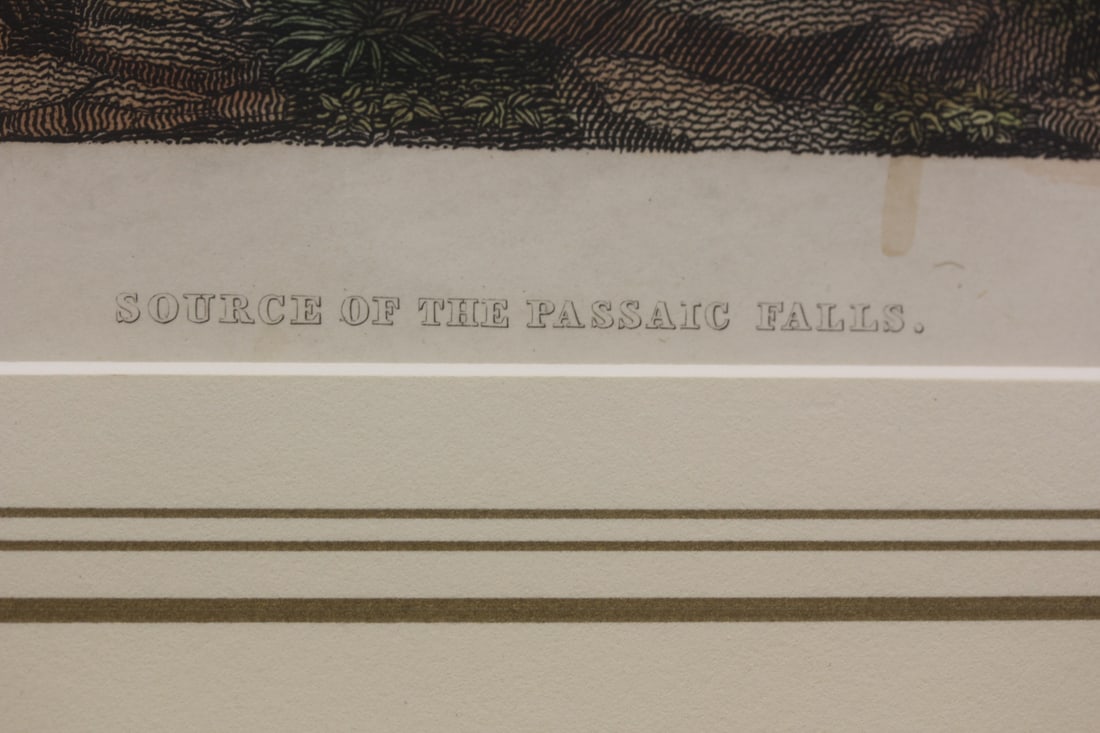 SOURCE OF THE PASSAIC FALLS.